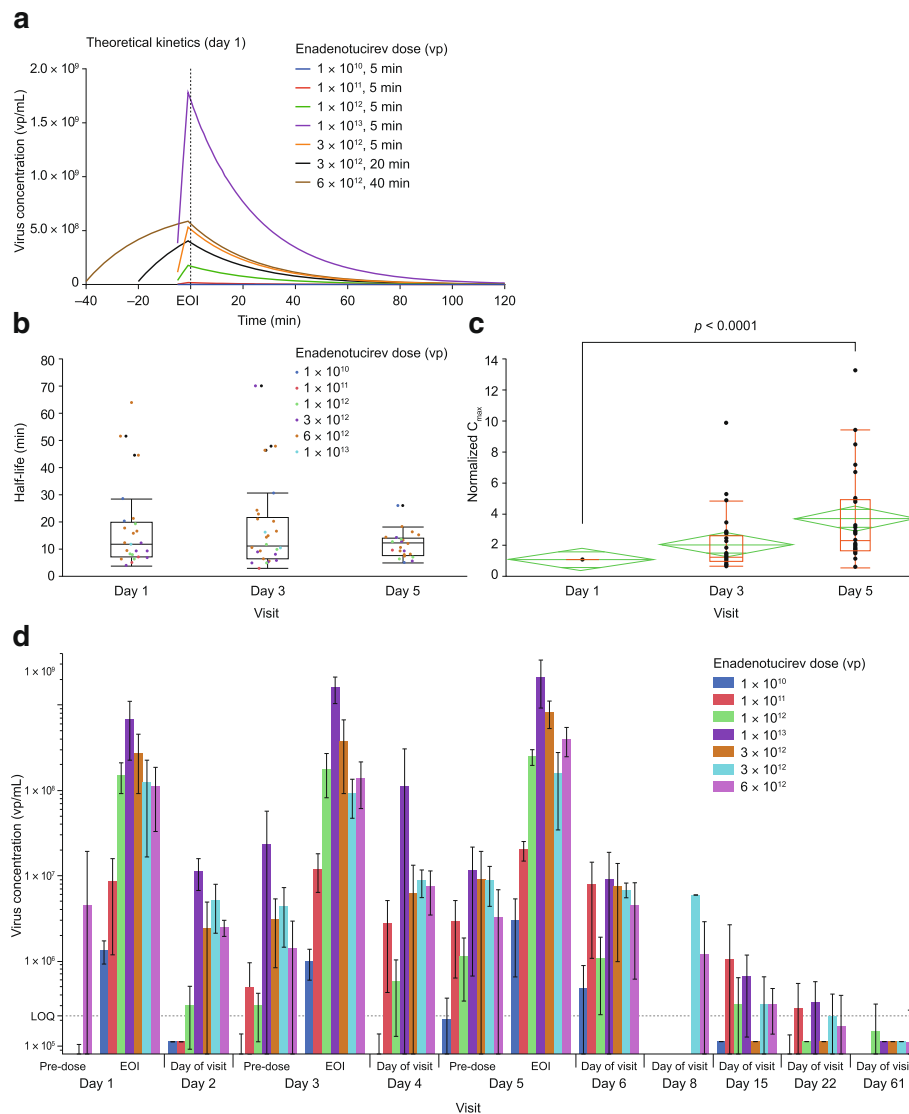 a
Theoretical kinetics (day 1)
Enadenotucirev dose (vp)
1 × 10¹⁰, 5 min
1 × 10¹¹, 5 min
1 × 10¹², 5 min
1 × 10¹³, 5 min
3 × 10¹², 5 min
3 × 10¹², 20 min
6 × 10¹², 40 min
Virus concentration (vp/mL)
2.0 × 10⁹
1.5 × 10⁹
1.0 × 10⁹
5.0 × 10⁸
0
–40 –20 EOI 20 40 60 80 100 120
Time (min)
b
Enadenotucirev dose (vp)
1 × 10¹⁰
1 × 10¹¹
1 × 10¹²
3 × 10¹²
6 × 10¹²
1 × 10¹³
Half-life (min)
80
70
60
50
40
30
20
10
0
Day 1 Day 3 Day 5
Visit
c
p < 0.0001
Normalized Cmax
14
12
10
8
6
4
2
0
Day 1 Day 3 Day 5
Visit
d
Enadenotucirev dose (vp)
1 × 10¹⁰
1 × 10¹¹
1 × 10¹²
1 × 10¹³
3 × 10¹²
3 × 10¹²
6 × 10¹²
Virus concentration (vp/mL)
1 × 10⁹
1 × 10⁸
1 × 10⁷
1 × 10⁶
LOQ
1 × 10⁵
Pre-dose EOI Day of visit Pre-dose EOI Day of visit Pre-dose EOI Day of visit Day of visit Day of visit Day of visit Day of visit
Day 1 Day 2 Day 3 Day 4 Day 5 Day 6 Day 8 Day 15 Day 22 Day 61
Visit